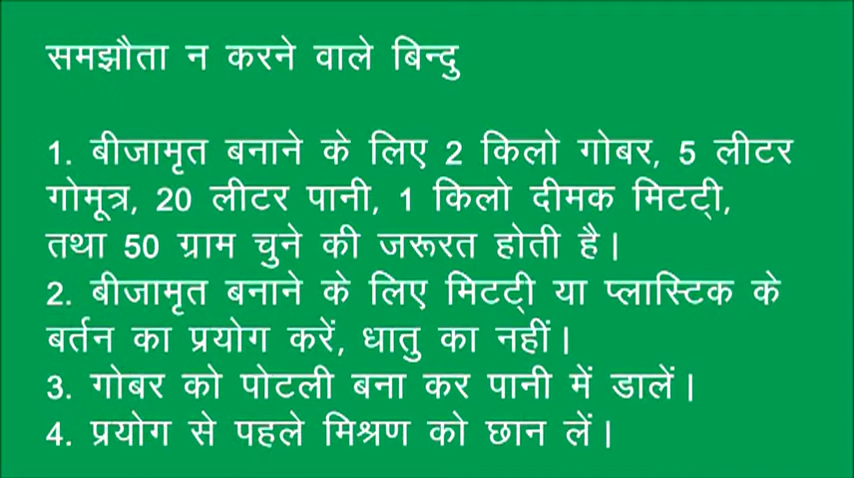 समझौता न करने वाले बिन्दु
1. बीजामृत बनाने के लिए 2 किलो गोबर, 5 लीटर
गोमूत्र, 20 लीटर पानी, 1 किलो दीमक मिटट्ी,
तथा 50 ग्राम चुने की जरूरत होती है।
2. बीजामृत बनाने के लिए मिटट्ी या प्लास्टिक के
बर्तन का प्रयोग करें, धातु का नहीं।
3. गोबर को पोटली बना कर पानी में डालें।
4. प्रयोग से पहले मिश्रण को छान लें।